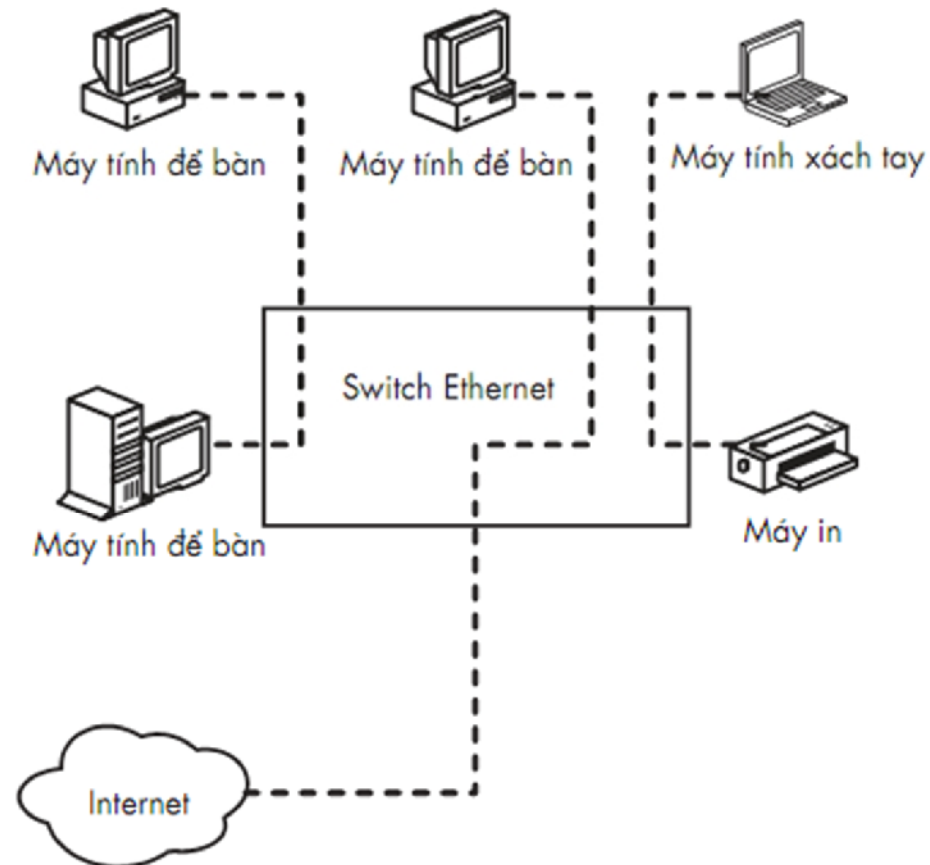 Máy tính để bàn
Máy tính để bàn
Máy tính xách tay
Switch Ethernet
Máy tính để bàn
Máy in
Internet